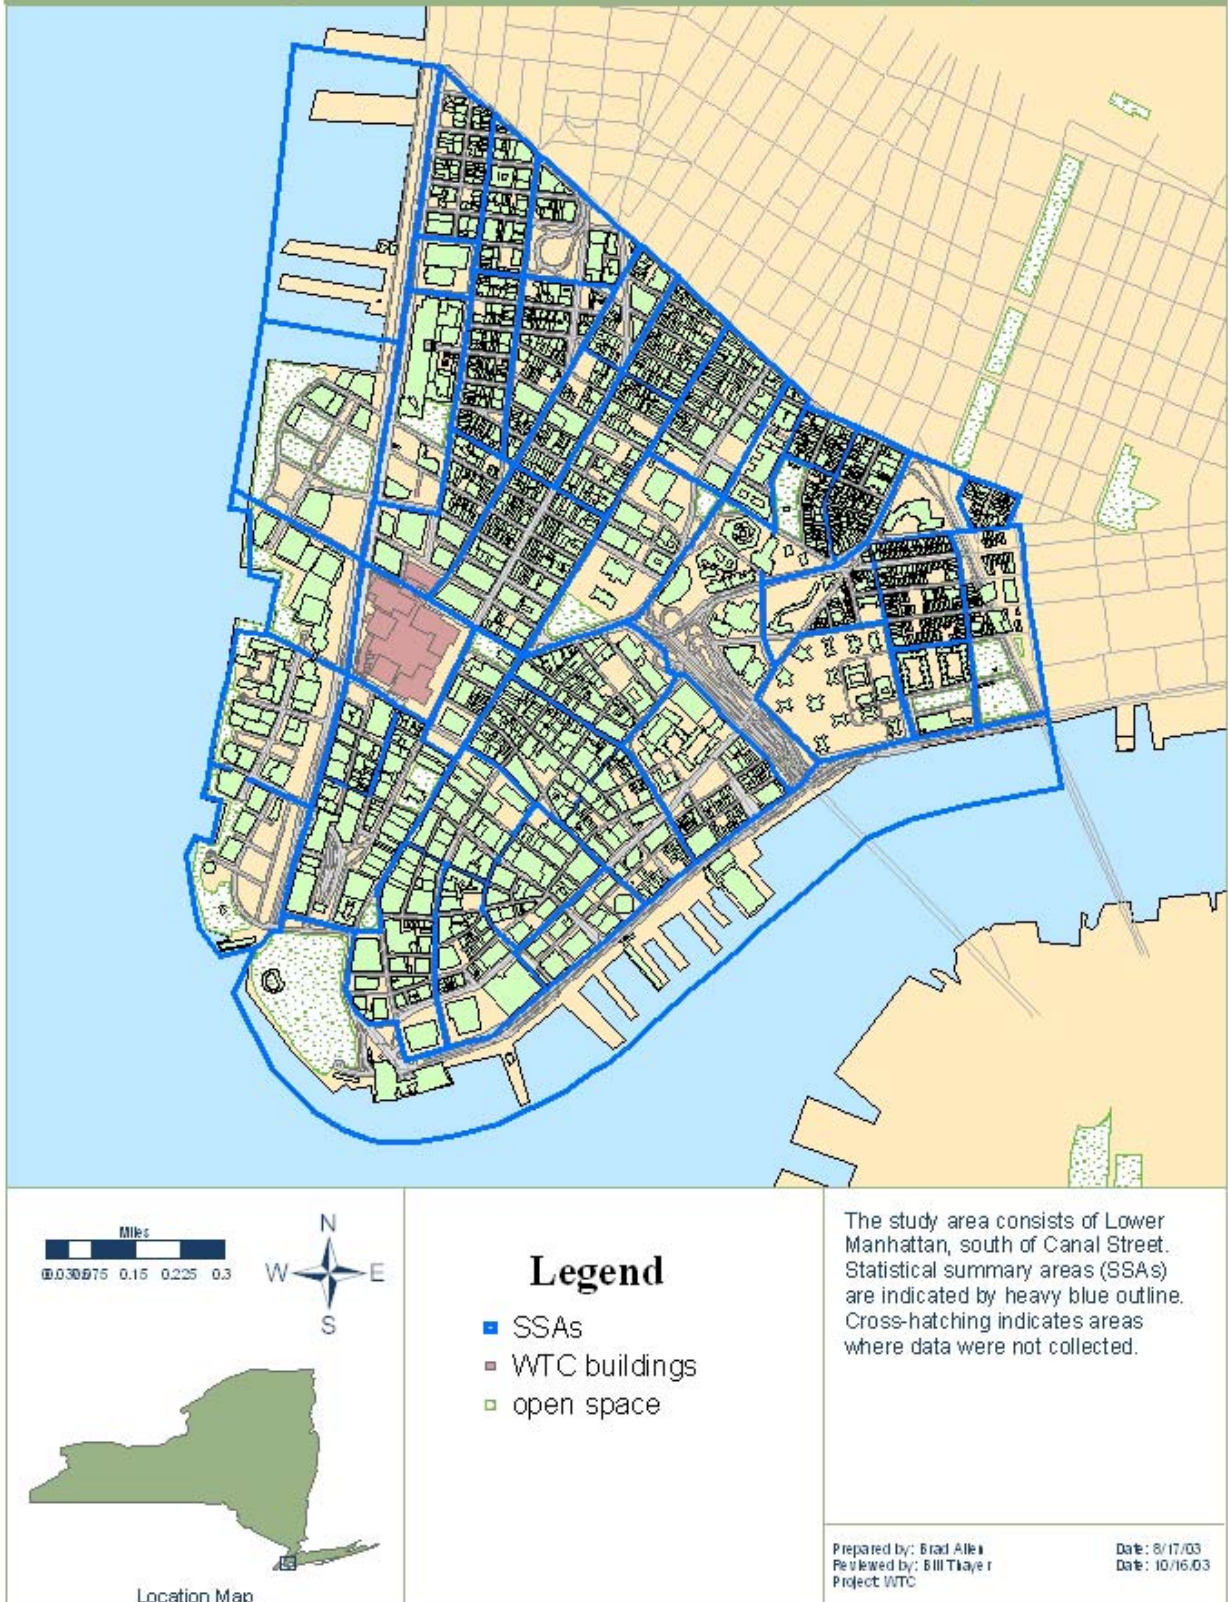 Miles
0.15 0.225 0.3
N
W E
S
Location Map
Legend
SSAs
WTC buildings
open space
The study area consists of Lower
Manhattan, south of Canal Street.
Statistical summary areas (SSAs)
are indicated by heavy blue outline.
Cross-hatching indicates areas
where data were not collected.
Prepared by: Brad Allen Date: 8/17/03
Reviewed by: Bill Thayer Date: 10/16/03
Project: WTC